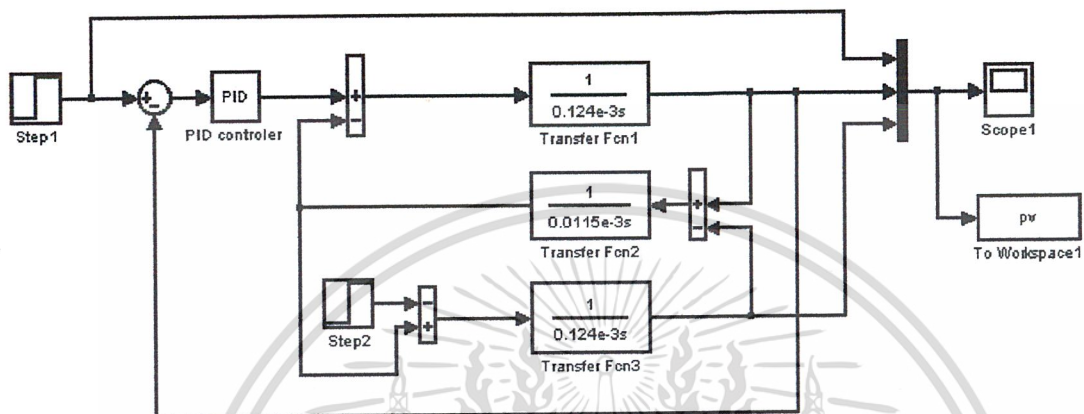 Step1
+
-
PID
PID controler
+
-
1
0.124e-3s
Transfer Fcn1
1
0.0115e-3s
Transfer Fcn2
+
-
Step2
-
+
1
0.124e-3s
Transfer Fcn3
Scope1
pv
To Workspace1